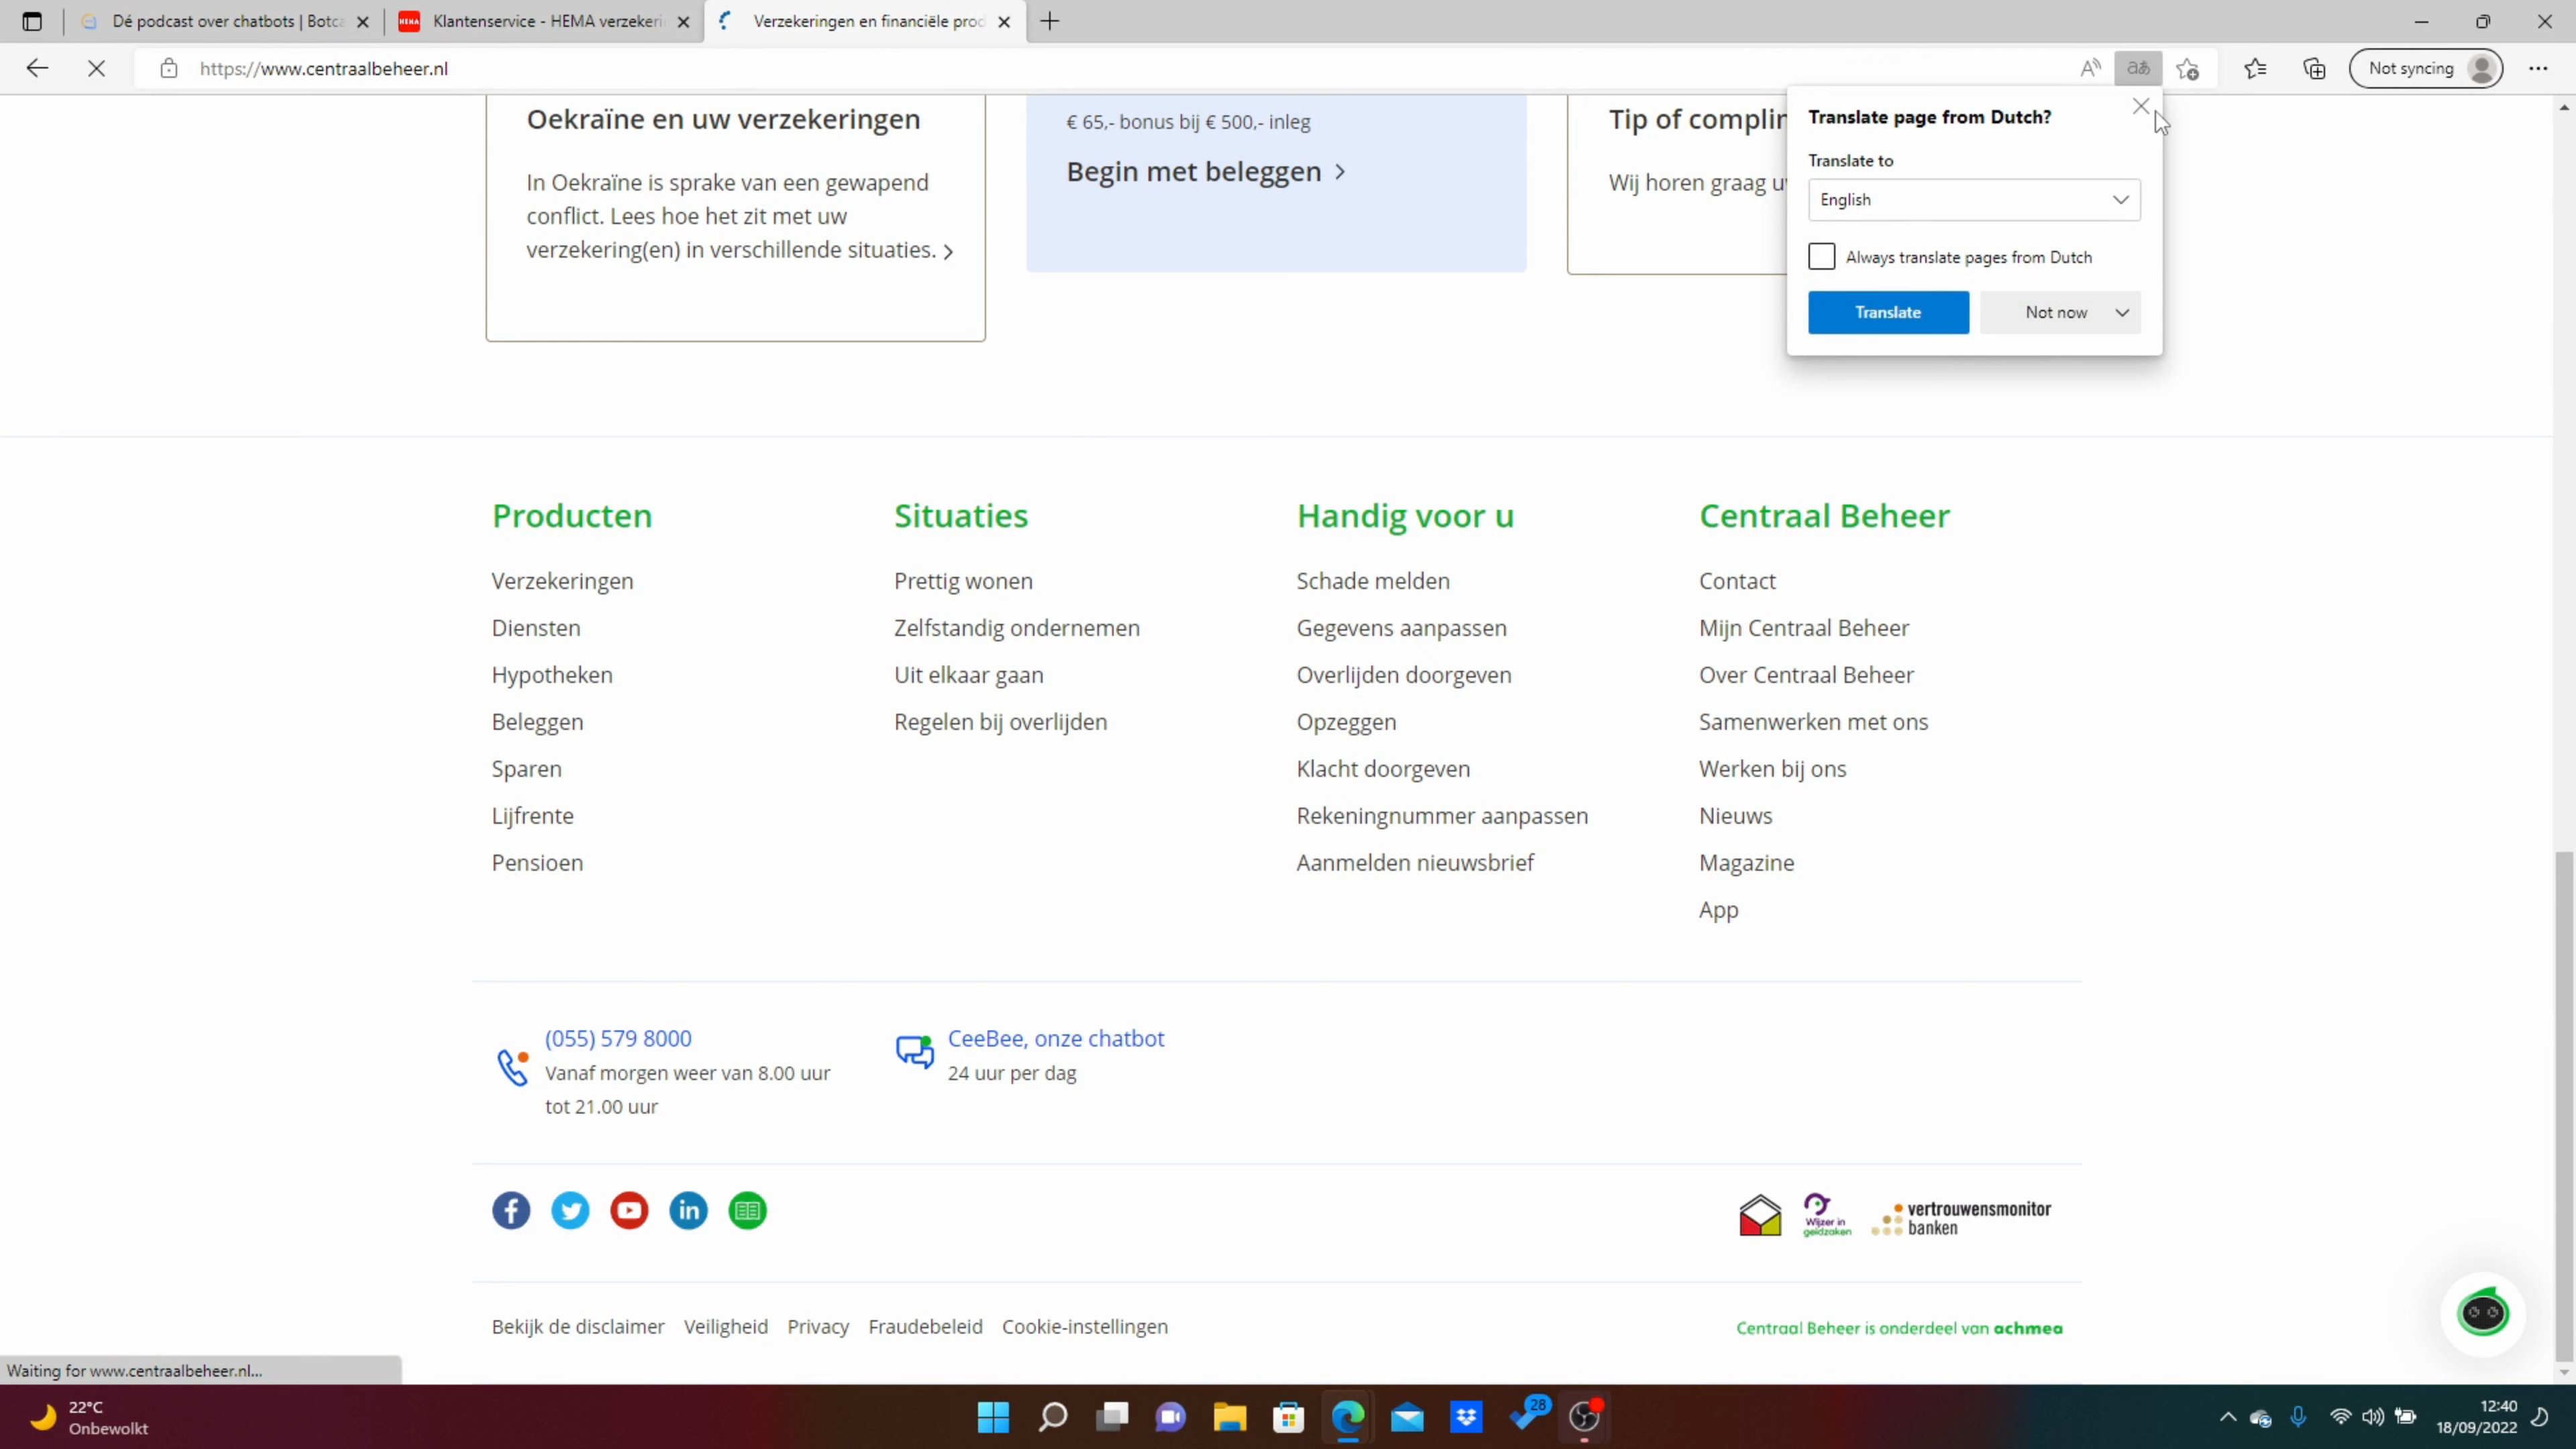 Dé podcast over chatbots | Botca
Klantenservice - HEMA verzekeri
Verzekeringen en financiële prod
https://www.centraalbeheer.nl
Not syncing
Oekraïne en uw verzekeringen
In Oekraïne is sprake van een gewapend
conflict. Lees hoe het zit met uw
verzekering(en) in verschillende situaties.
€ 65,- bonus bij € 500,- inleg
Begin met beleggen
Tip of complim
Wij horen graag u
Translate page from Dutch?
Translate to
English
Always translate pages from Dutch
Translate
Not now
Producten
Verzekeringen
Diensten
Hypotheken
Beleggen
Sparen
Lijfrente
Pensioen
Situaties
Prettig wonen
Zelfstandig ondernemen
Uit elkaar gaan
Regelen bij overlijden
Handig voor u
Schade melden
Gegevens aanpassen
Overlijden doorgeven
Opzeggen
Klacht doorgeven
Rekeningnummer aanpassen
Aanmelden nieuwsbrief
Centraal Beheer
Contact
Mijn Centraal Beheer
Over Centraal Beheer
Samenwerken met ons
Werken bij ons
Nieuws
Magazine
App
(055) 579 8000
Vanaf morgen weer van 8.00 uur
tot 21.00 uur
CeeBee, onze chatbot
24 uur per dag
Wijzer in
geldzaken
vertrouwensmonitor
banken
Bekijk de disclaimer Veiligheid Privacy Fraudebeleid Cookie-instellingen
Centraal Beheer is onderdeel van achmea
Waiting for www.centraalbeheer.nl...
22°C
Onbewolkt
28
12:40
18/09/2022